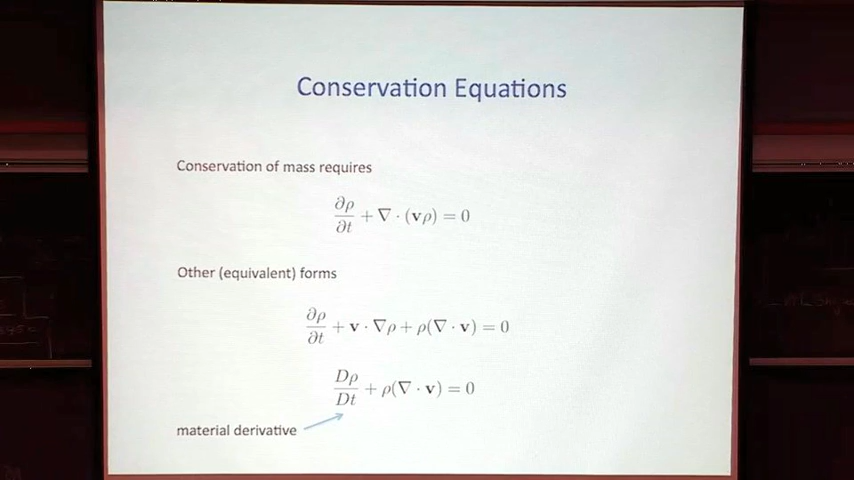 Conservation Equations
Conservation of mass requires
∂ρ/∂t + ∇ · (vρ) = 0
Other (equivalent) forms
∂ρ/∂t + v · ∇ρ + ρ(∇ · v) = 0
Dρ/Dt + ρ(∇ · v) = 0
material derivative